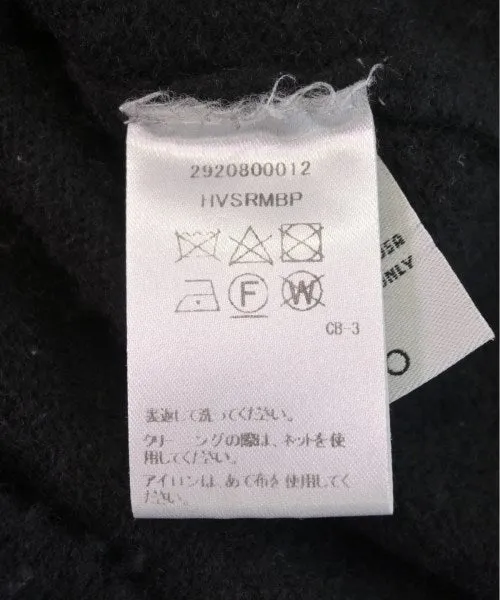 2920800012
HVSRMBP
F W
CB-3
裏返して洗ってください。
クリーニングの際は、ネットを使
用してください。
アイロンは、あて布を使用してく
ださい。
ONLY
O